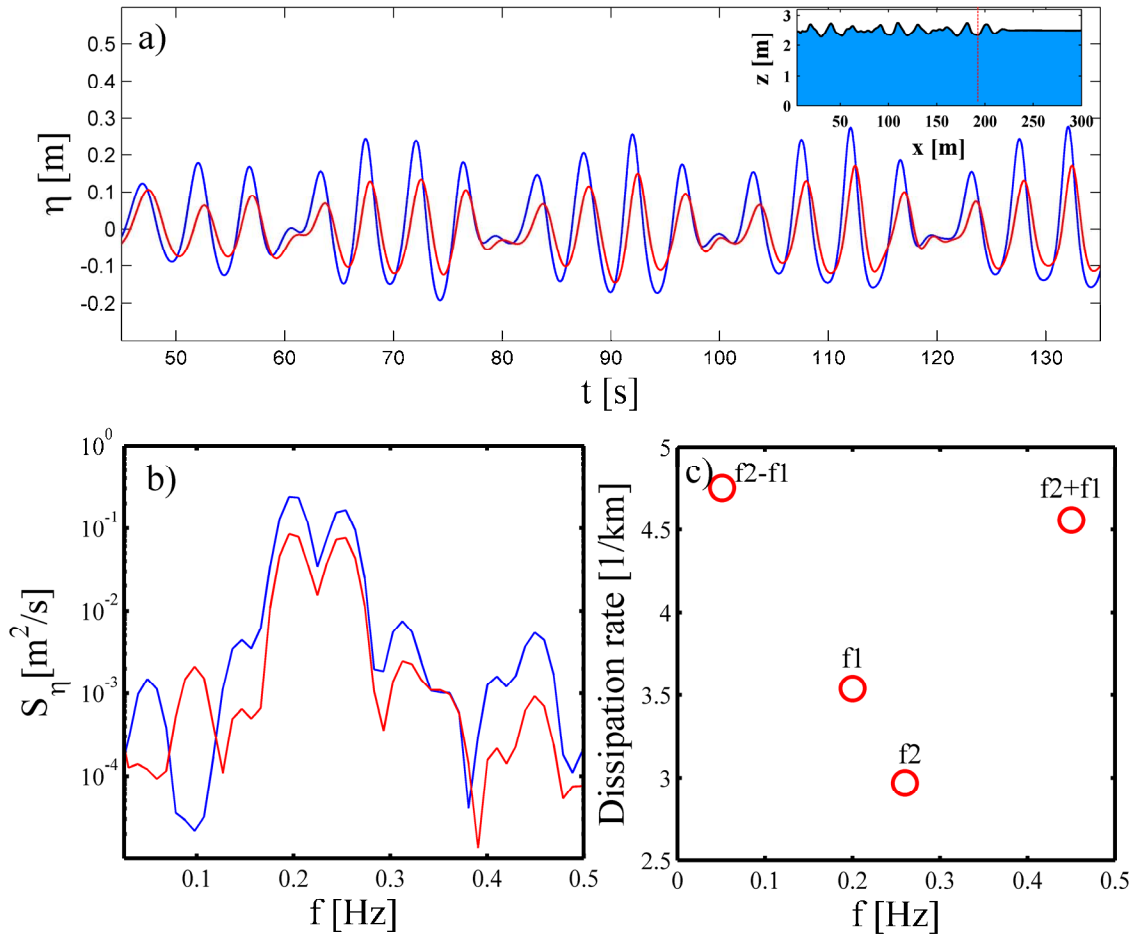 a)
0.5
0.4
0.3
0.2
0.1
0
-0.1
-0.2
η [m]
50 60 70 80 90 100 110 120 130
t [s]
3
2
1
0
z [m]
50 100 150 200 250 300
x [m]
b)
10^0
10^-1
10^-2
10^-3
10^-4
S_η [m^2/s]
0.1 0.2 0.3 0.4 0.5
f [Hz]
c)
5
4.5
4
3.5
3
2.5
Dissipation rate [1/km]
f2-f1
f2+f1
f1
f2
0 0.1 0.2 0.3 0.4 0.5
f [Hz]